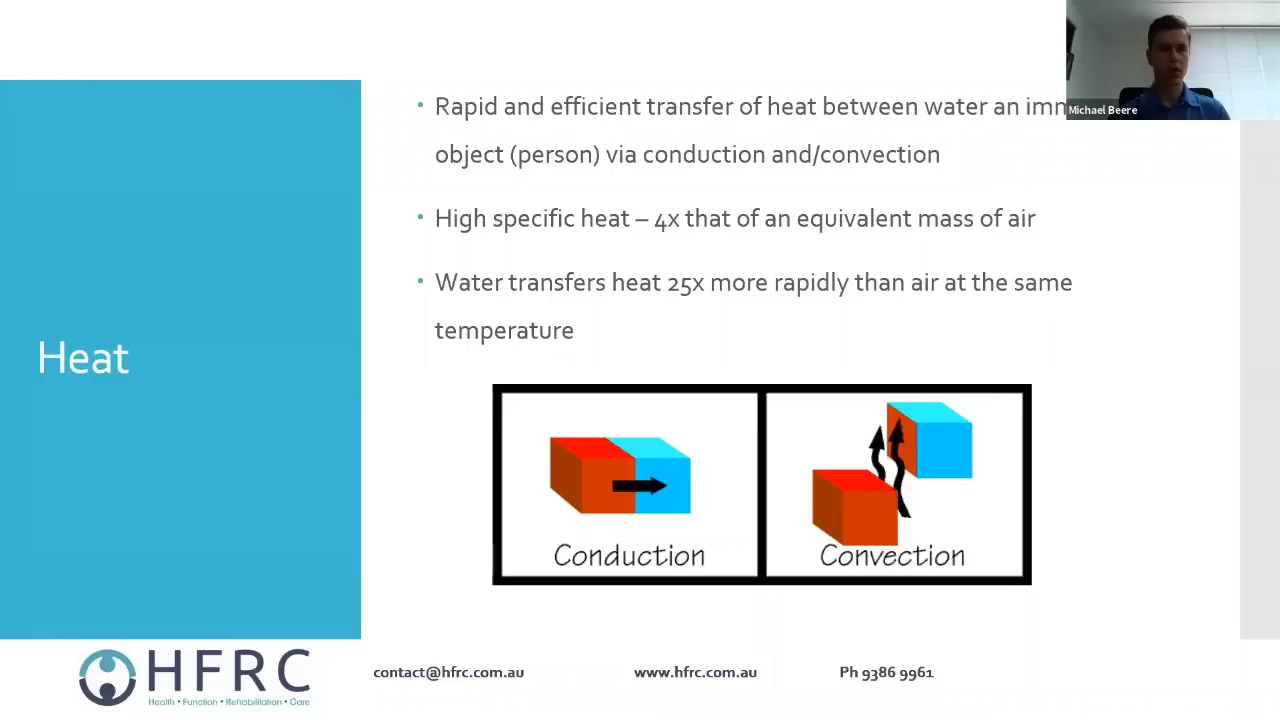 Rapid and efficient transfer of heat between water an
object (person) via conduction and/convection
High specific heat – 4x that of an equivalent mass of air
Water transfers heat 25x more rapidly than air at the same
temperature
Heat
Conduction
Convection
Michael Beere
HFRC
Health • Function • Rehabilitation • Care
contact@hfrc.com.au
www.hfrc.com.au
Ph 9386 9961